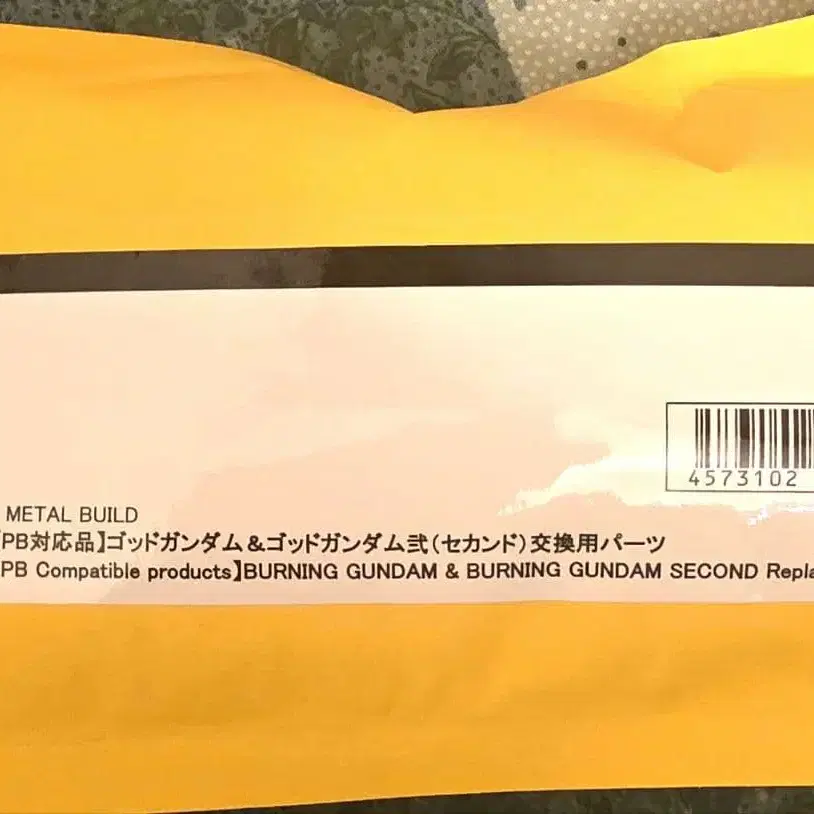 4573102
METAL BUILD
【PB対応品】ゴッドガンダム＆ゴッドガンダム弐（セカンド）交換用パーツ
PB Compatible products】BURNING GUNDAM & BURNING GUNDAM SECOND Repla